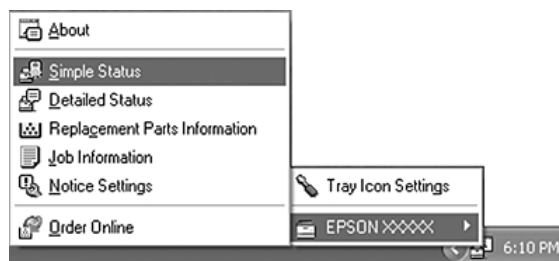 About
Simple Status
Detailed Status
Replacement Parts Information
Job Information
Notice Settings
Order Online
Tray Icon Settings
EPSON XXXXX
6:10 PM